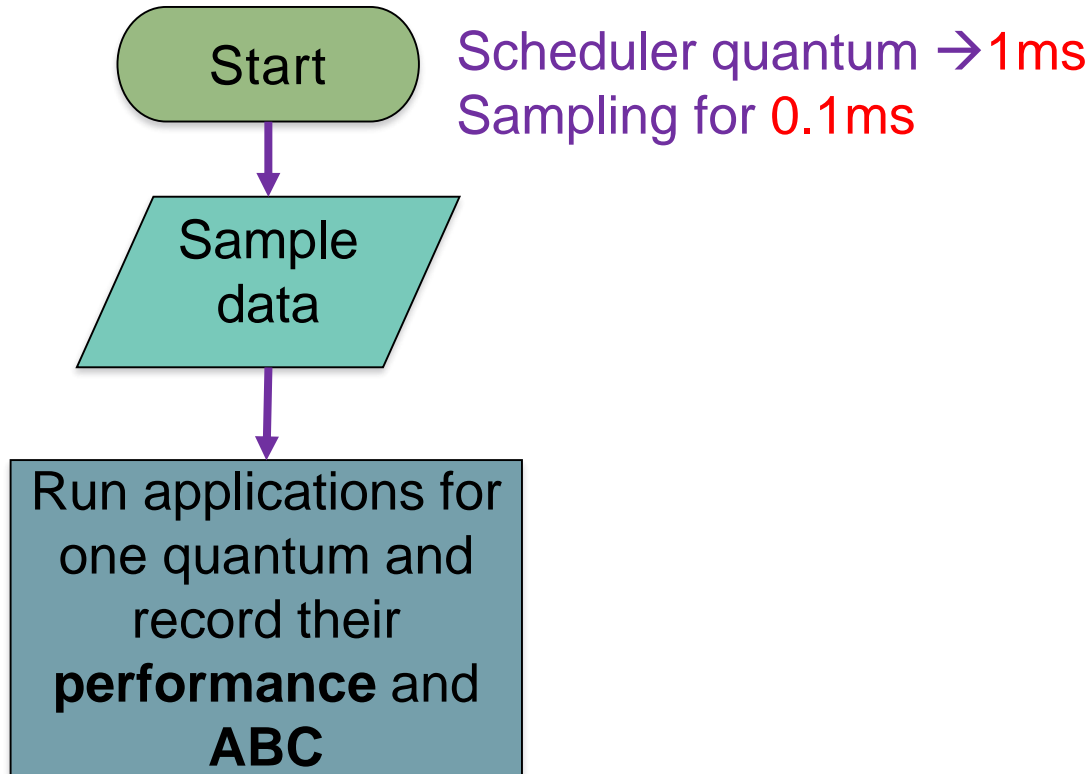 Start
Scheduler quantum →1ms
Sampling for 0.1ms
Sample
data
Run applications for
one quantum and
record their
performance and
ABC